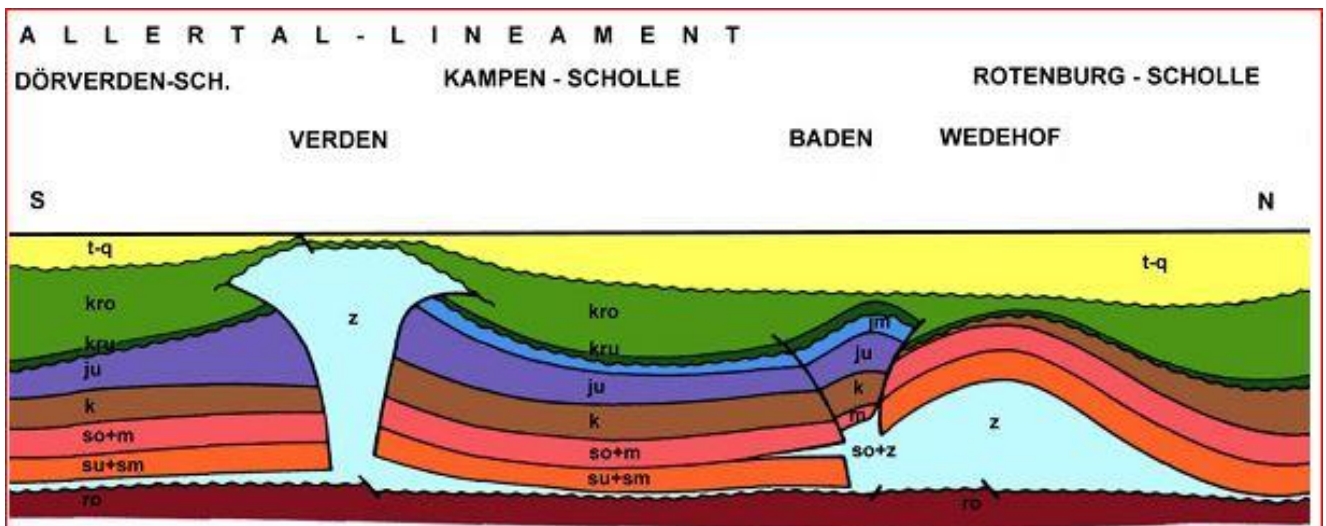 A L L E R T A L - L I N E A M E N T
DÖRVERDEN-SCH. KAMPEN - SCHOLLE ROTENBURG - SCHOLLE
VERDEN BADEN WEDEHOF
S N
t-q t-q
kro z kro
kru kru jm
ju ju ju
k k k
m
so+m so+m so+z z
su+sm su+sm
ro ro